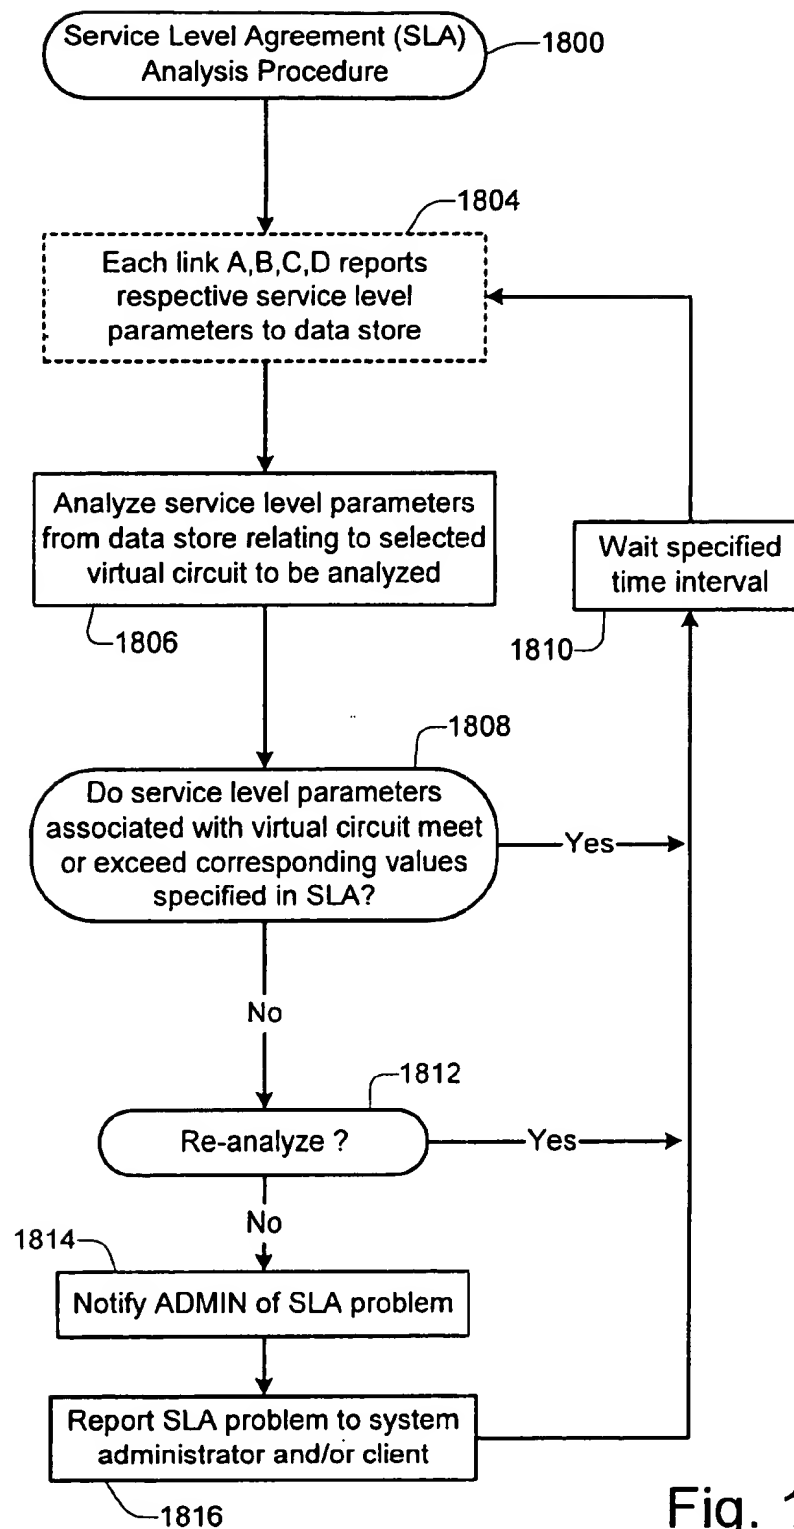 Service Level Agreement (SLA)
Analysis Procedure
1800
1804
Each link A,B,C,D reports
respective service level
parameters to data store
Analyze service level parameters
from data store relating to selected
virtual circuit to be analyzed
1806
Wait specified
time interval
1810
1808
Do service level parameters
associated with virtual circuit meet
or exceed corresponding values
specified in SLA?
Yes
No
1812
Re-analyze ?
Yes
No
1814
Notify ADMIN of SLA problem
Report SLA problem to system
administrator and/or client
1816
Fig.